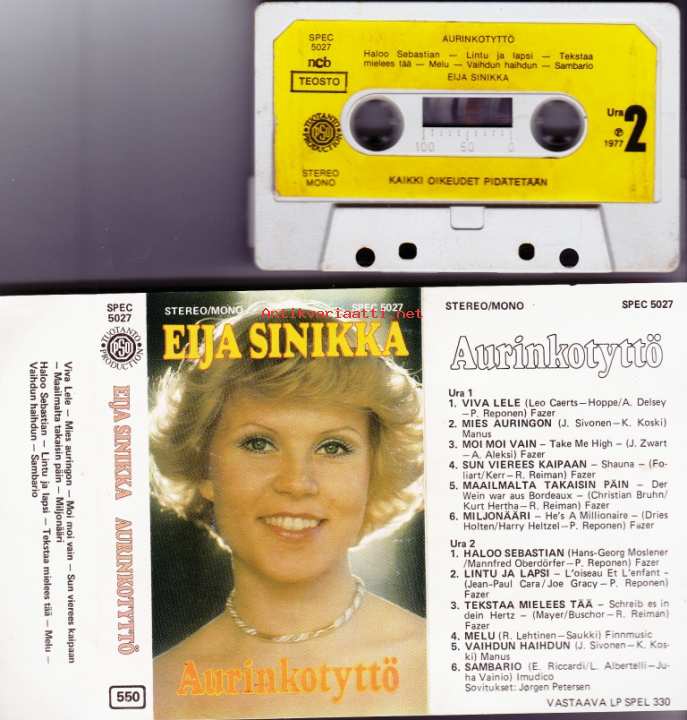 SPEC
5027
ncb
TEOSTO
AURINKOTYTTÖ
Haloo Sebastian — Lintu ja lapsi — Tekstaa
mielees tää — Melu — Vaihdun haihdun — Sambario
EIJA SINIKKA
TUOTANTO
PSO
PRODUCTION
STEREO
MONO
100 50 0
Ura 2
℗
1977
KAIKKI OIKEUDET PIDÄTETÄÄN
SPEC
5027
TUOTANTO
PSO
PRODUCTION
EIJA SINIKKA AURINKOTYTTÖ
Viva Lele — Mies auringon — Moi moi vain — Sun vierees kaipaan
— Maailmalta takaisin päin — Miljonääri
Haloo Sebastian — Lintu ja lapsi — Tekstaa mielees tää — Melu —
Vaihdun haihdun — Sambario
550
STEREO/MONO SPEC 5027
Antikvariaatti.net
EIJA SINIKKA
Aurinkotyttö
STEREO/MONO SPEC 5027
Aurinkotyttö
Ura 1
1. VIVA LELE (Leo Caerts—Hoppe/A. Delsey
—P. Reponen) Fazer
2. MIES AURINGON (J. Sivonen—K. Koski)
Manus
3. MOI MOI VAIN – Take Me High – (J. Zwart
—A. Aleksi) Fazer
4. SUN VIEREES KAIPAAN – Shauna – (Fo-
liart/Kerr—R. Reiman) Fazer
5. MAAILMALTA TAKAISIN PÄIN – Der
Wein war aus Bordeaux – (Christian Bruhn/
Kurt Hertha—R. Reiman) Fazer
6. MILJONÄÄRI – He's A Millionaire – (Dries
Holten/Harry Heltzel—P. Reponen) Fazer
Ura 2
1. HALOO SEBASTIAN (Hans-Georg Moslener
/Mannfred Oberdörfer—P. Reponen) Fazer
2. LINTU JA LAPSI – L'oiseau Et L'enfant -
(Jean-Paul Cara/Joe Gracy—P. Reponen)
Fazer
3. TEKSTAA MIELEES TÄÄ – Schreib es in
dein Hertz – (Mayer/Buschor—R. Reiman)
Fazer
4. MELU (R. Lehtinen—Saukki) Finnmusic
5. VAIHDUN HAIHDUN (J. Sivonen—K. Kos-
ki) Manus
6. SAMBARIO (E. Riccardi/L. Albertelli—Ju-
ha Vainio) Imudico
Sovitukset: Jørgen Petersen
VASTAAVA LP SPEL 330